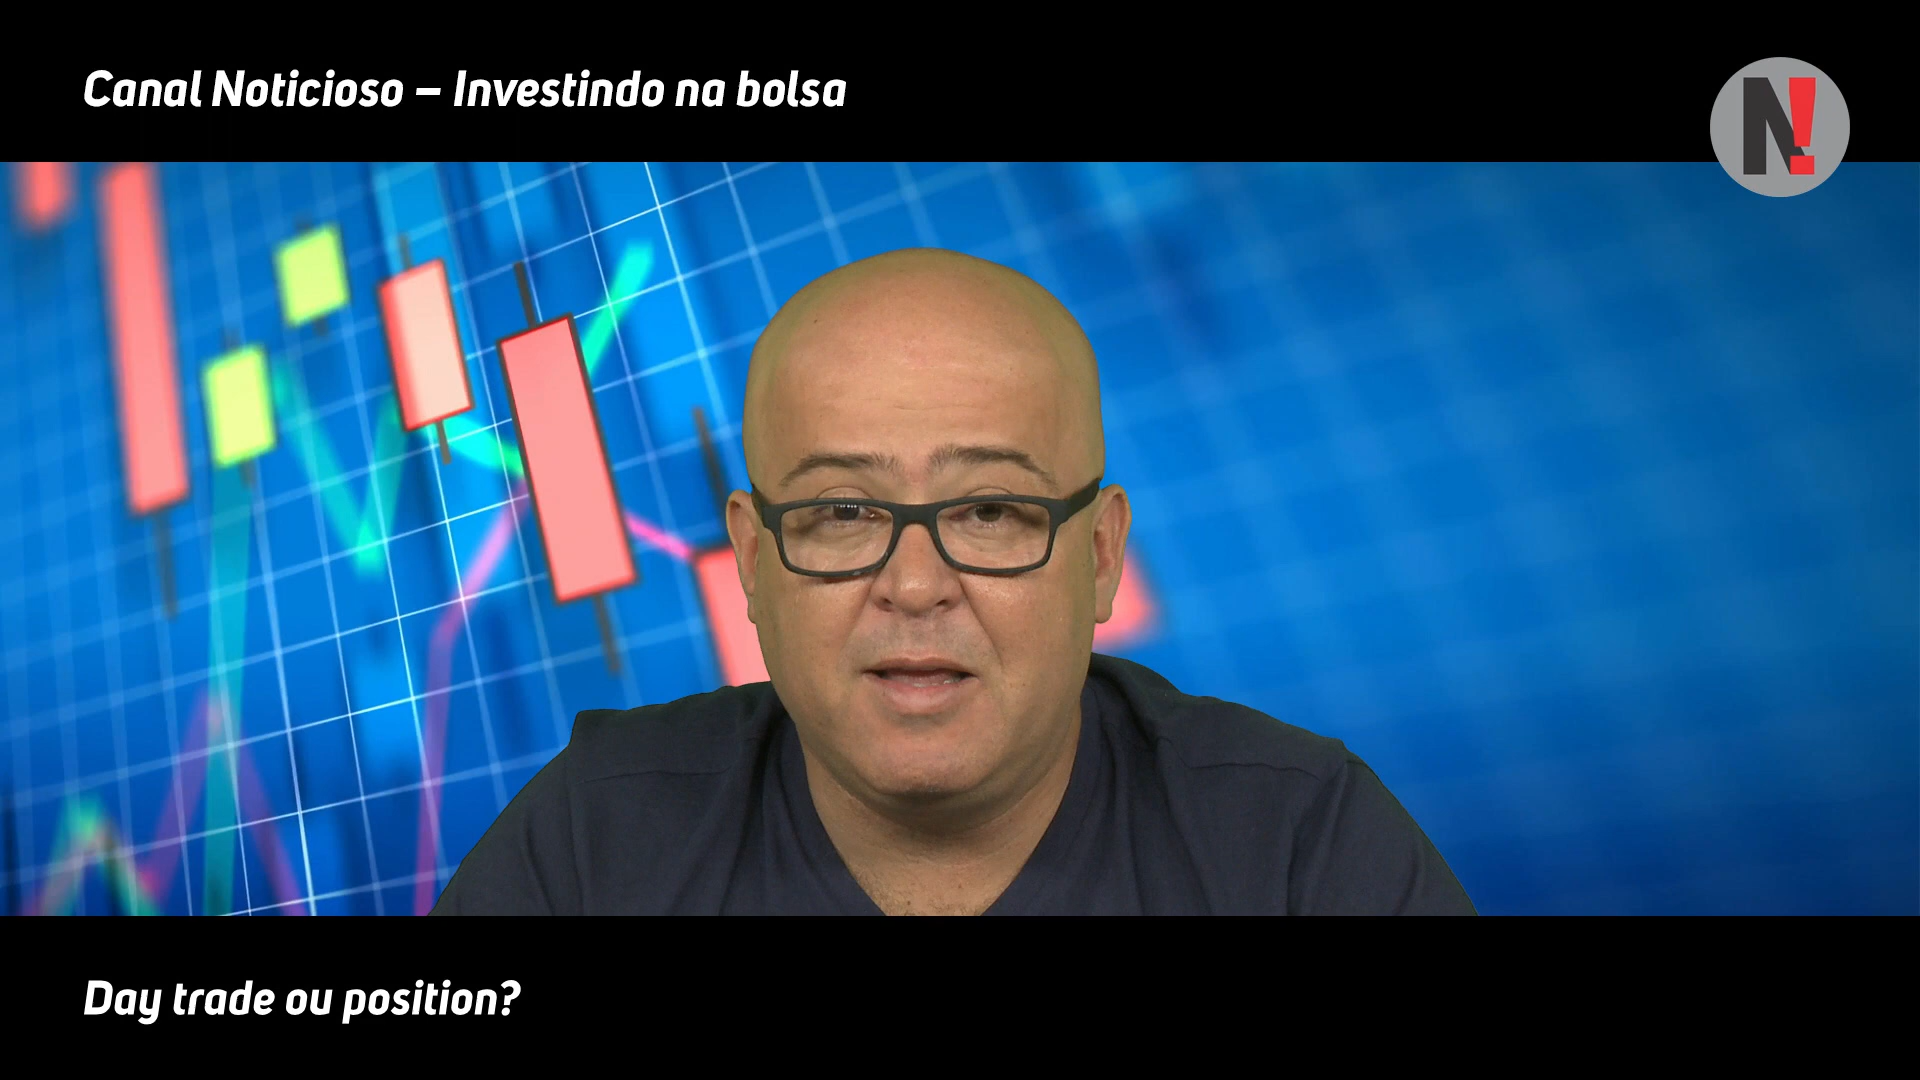 Canal Noticioso – Investindo na bolsa
N!
Day trade ou position?